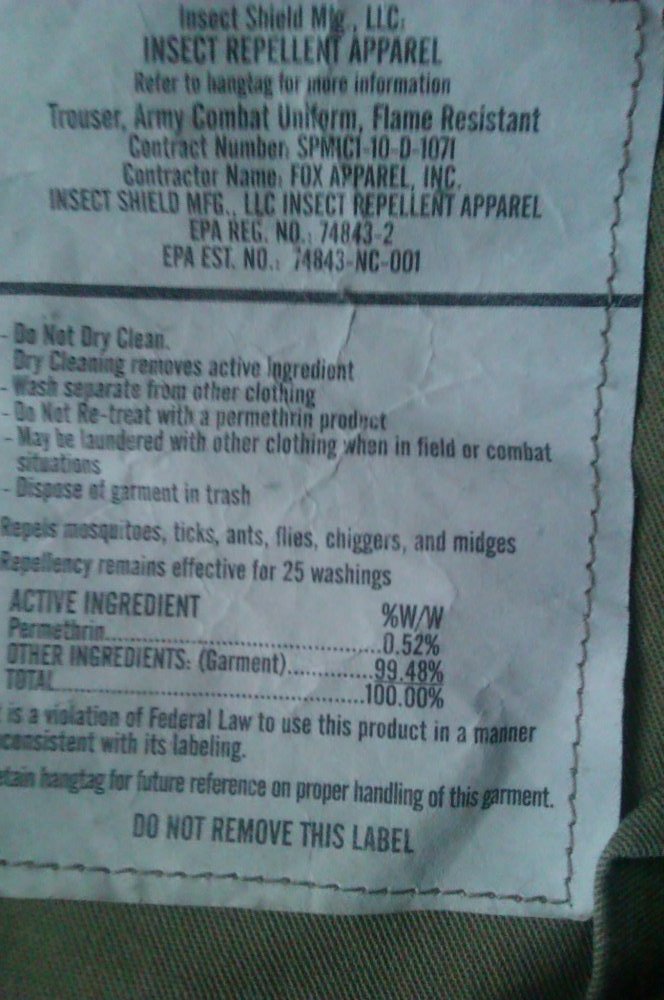 Insect Shield Mfg., LLC.
INSECT REPELLENT APPAREL
Refer to hangtag for more information
Trouser, Army Combat Uniform, Flame Resistant
Contract Number: SPM1C1-10-D-1071
Contractor Name: FOX APPAREL, INC.
INSECT SHIELD MFG., LLC INSECT REPELLENT APPAREL
EPA REG. NO.: 74843-2
EPA EST. NO.: 74843-NC-001
- Do Not Dry Clean.
Dry Cleaning removes active Ingredient
- Wash separate from other clothing
- Do Not Re-treat with a permethrin product
- May be laundered with other clothing when in field or combat
situations
- Dispose of garment in trash
Repels mosquitoes, ticks, ants, flies, chiggers, and midges
Repellency remains effective for 25 washings
ACTIVE INGREDIENT %W/W
Permethrin..............................0.52%
OTHER INGREDIENTS: (Garment).............99.48%
TOTAL..............................100.00%
is a violation of Federal Law to use this product in a manner
consistent with its labeling.
etain hangtag for future reference on proper handling of this garment.
DO NOT REMOVE THIS LABEL